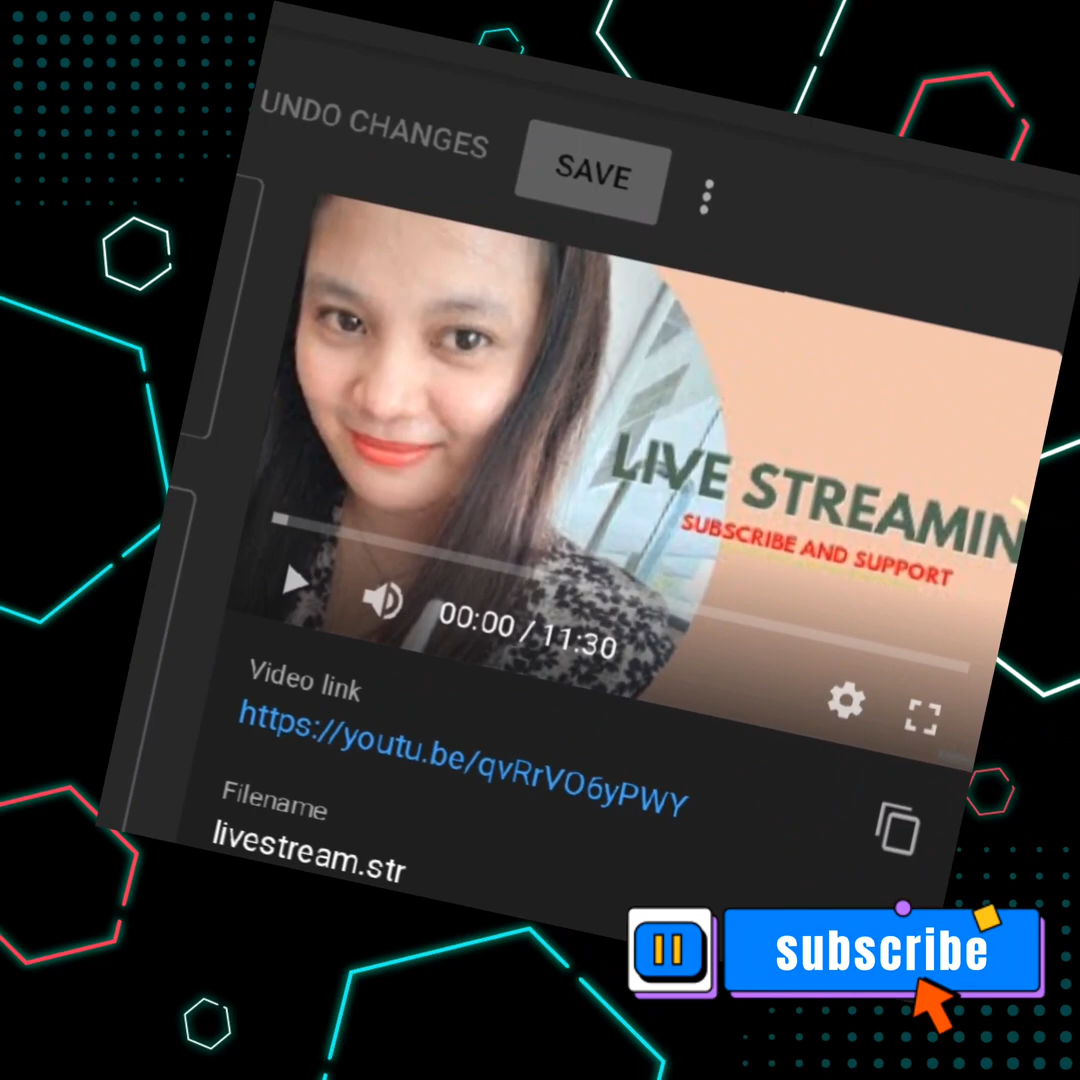 UNDO CHANGES
SAVE
LIVE STREAMIN
SUBSCRIBE AND SUPPORT
00:00 / 11:30
Video link
https://youtu.be/qvRrVO6yPWY
Filename
livestream.str
subscribe